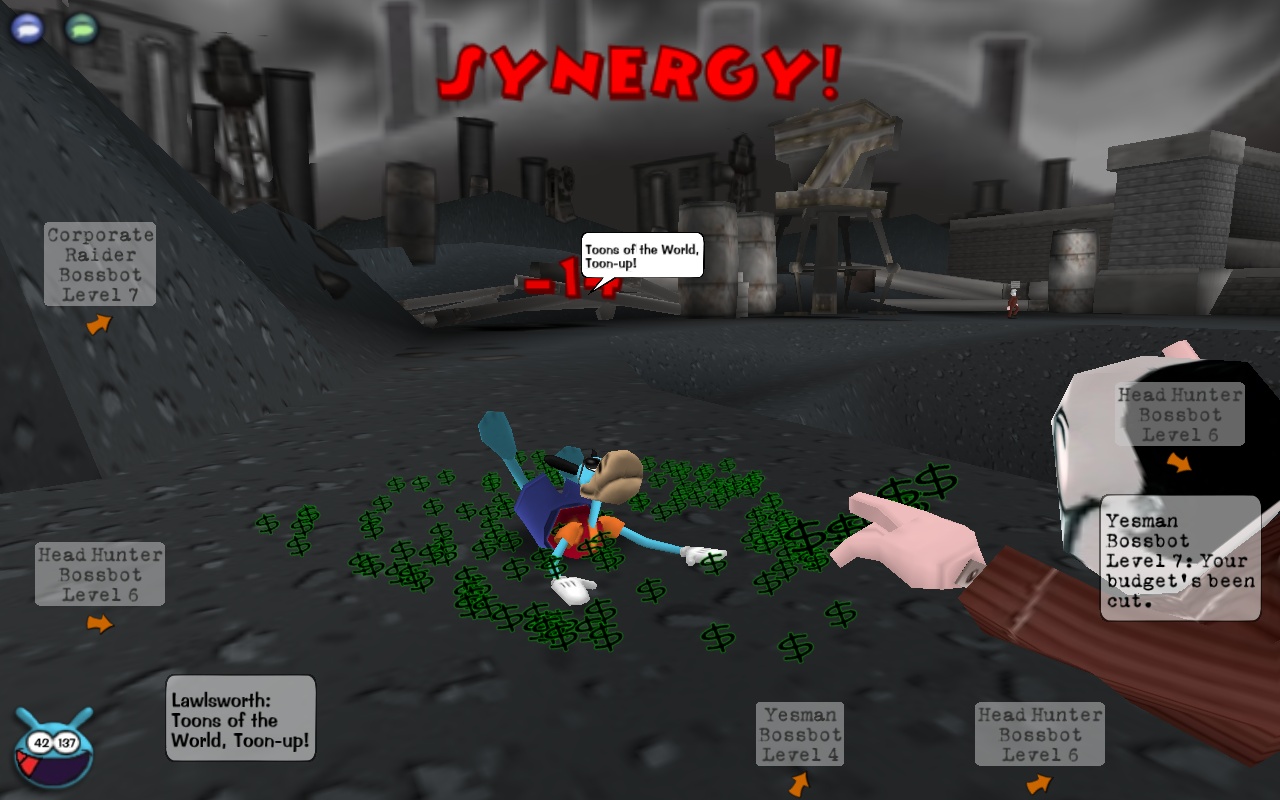 SYNERGY!
Corporate
Raider
Bossbot
Level 7
Toons of the World,
Toon-up!
Head Hunter
Bossbot
Level 6
Yesman
Bossbot
Level 7: Your
budget's been
cut.
Head Hunter
Bossbot
Level 6
Lawlsworth:
Toons of the
World, Toon-up!
42 137
Yesman
Bossbot
Level 4
Head Hunter
Bossbot
Level 6